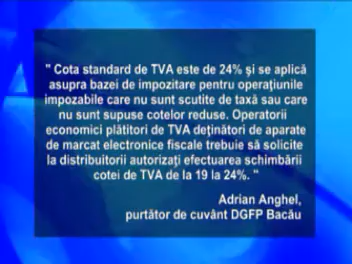 " Cota standard de TVA este de 24% şi se aplică
asupra bazei de impozitare pentru operaţiunile
impozabile care nu sunt scutite de taxă sau care
nu sunt supuse cotelor reduse. Operatorii
economici plătitori de TVA deţinători de aparate
de marcat electronice fiscale trebuie să solicite
la distribuitorii autorizaţi efectuarea schimbării
cotei de TVA de la 19 la 24%. "
Adrian Anghel,
purtător de cuvânt DGFP Bacău